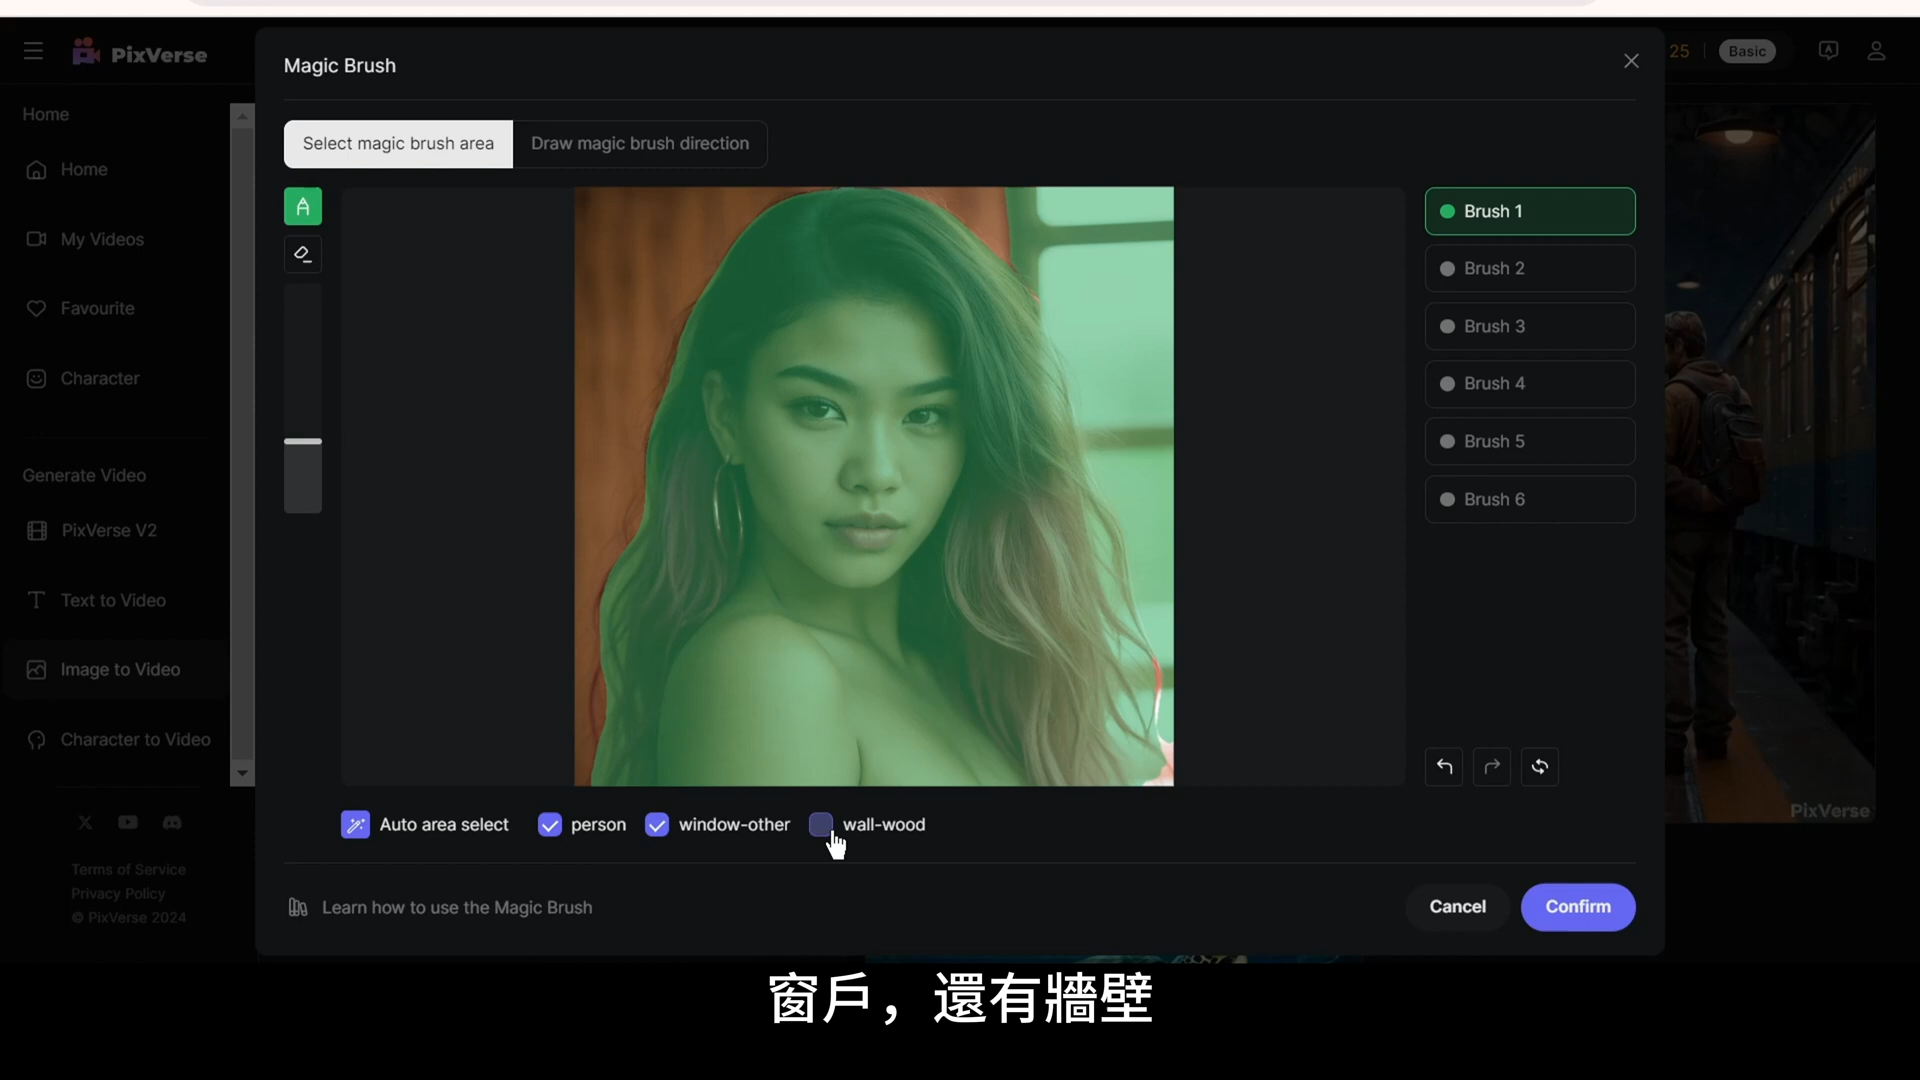 PixVerse
Magic Brush
25
Basic
Home
Select magic brush area
Draw magic brush direction
Home
My Videos
Favourite
Character
Generate Video
PixVerse V2
Text to Video
Image to Video
Character to Video
Brush 1
Brush 2
Brush 3
Brush 4
Brush 5
Brush 6
PixVerse
Auto area select
person
window-other
wall-wood
Terms of Service
Privacy Policy
© PixVerse 2024
Learn how to use the Magic Brush
Cancel
Confirm
窗戶，還有牆壁